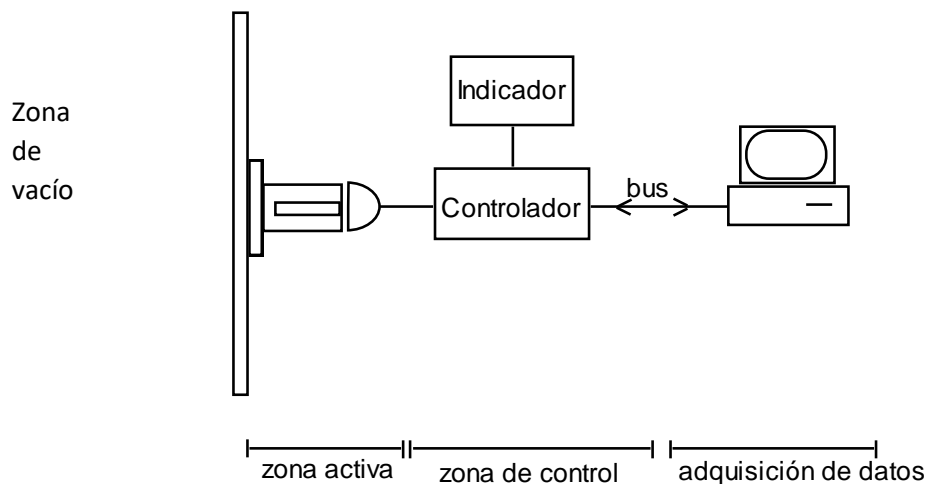 Zona
de
vacío
Indicador
Controlador
bus
zona activa
zona de control
adquisición de datos